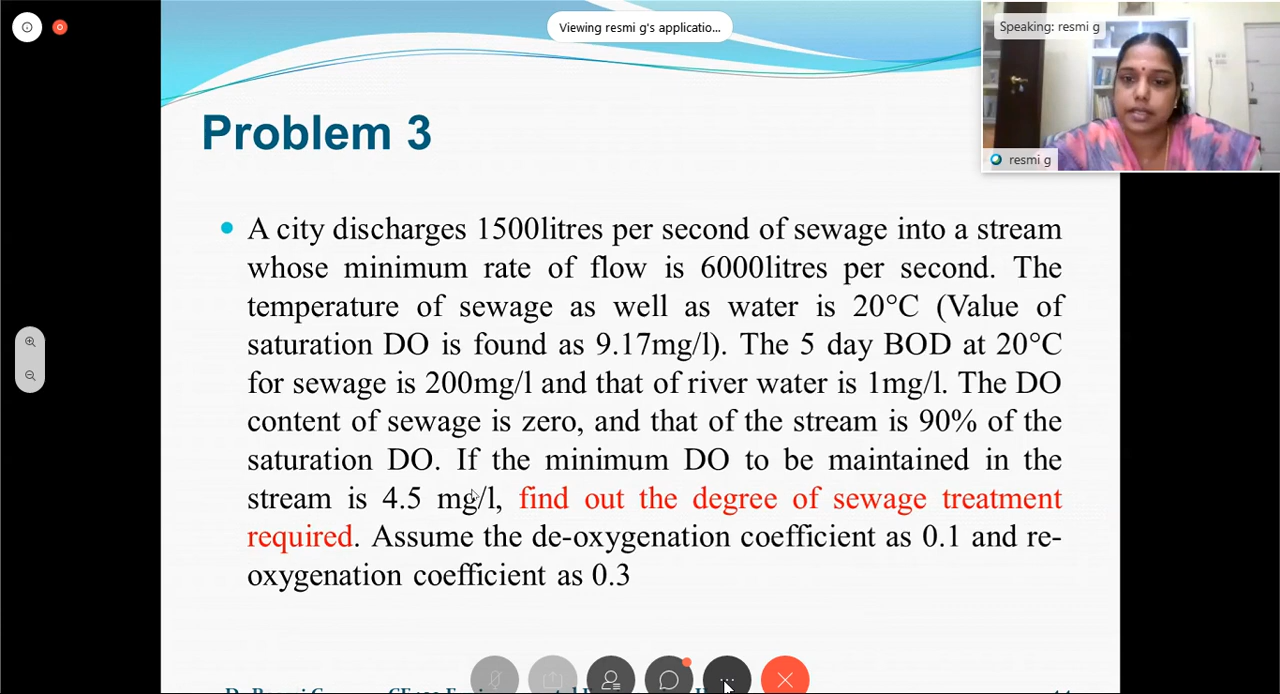 Viewing resmi g's applicatio...
Speaking: resmi g
resmi g
Problem 3
A city discharges 1500litres per second of sewage into a stream
whose minimum rate of flow is 6000litres per second. The
temperature of sewage as well as water is 20°C (Value of
saturation DO is found as 9.17mg/l). The 5 day BOD at 20°C
for sewage is 200mg/l and that of river water is 1mg/l. The DO
content of sewage is zero, and that of the stream is 90% of the
saturation DO. If the minimum DO to be maintained in the
stream is 4.5 mg/l, find out the degree of sewage treatment
required. Assume the de-oxygenation coefficient as 0.1 and re-
oxygenation coefficient as 0.3